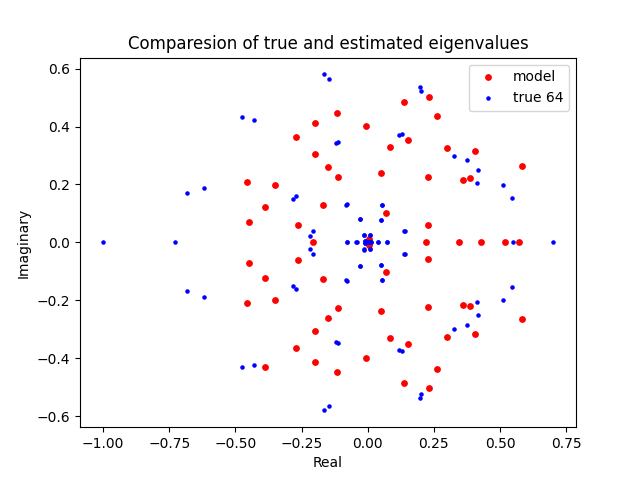 Comparesion of true and estimated eigenvalues
model
true 64
0.6
0.4
0.2
0.0
−0.2
−0.4
−0.6
Imaginary
−1.00 −0.75 −0.50 −0.25 0.00 0.25 0.50 0.75
Real